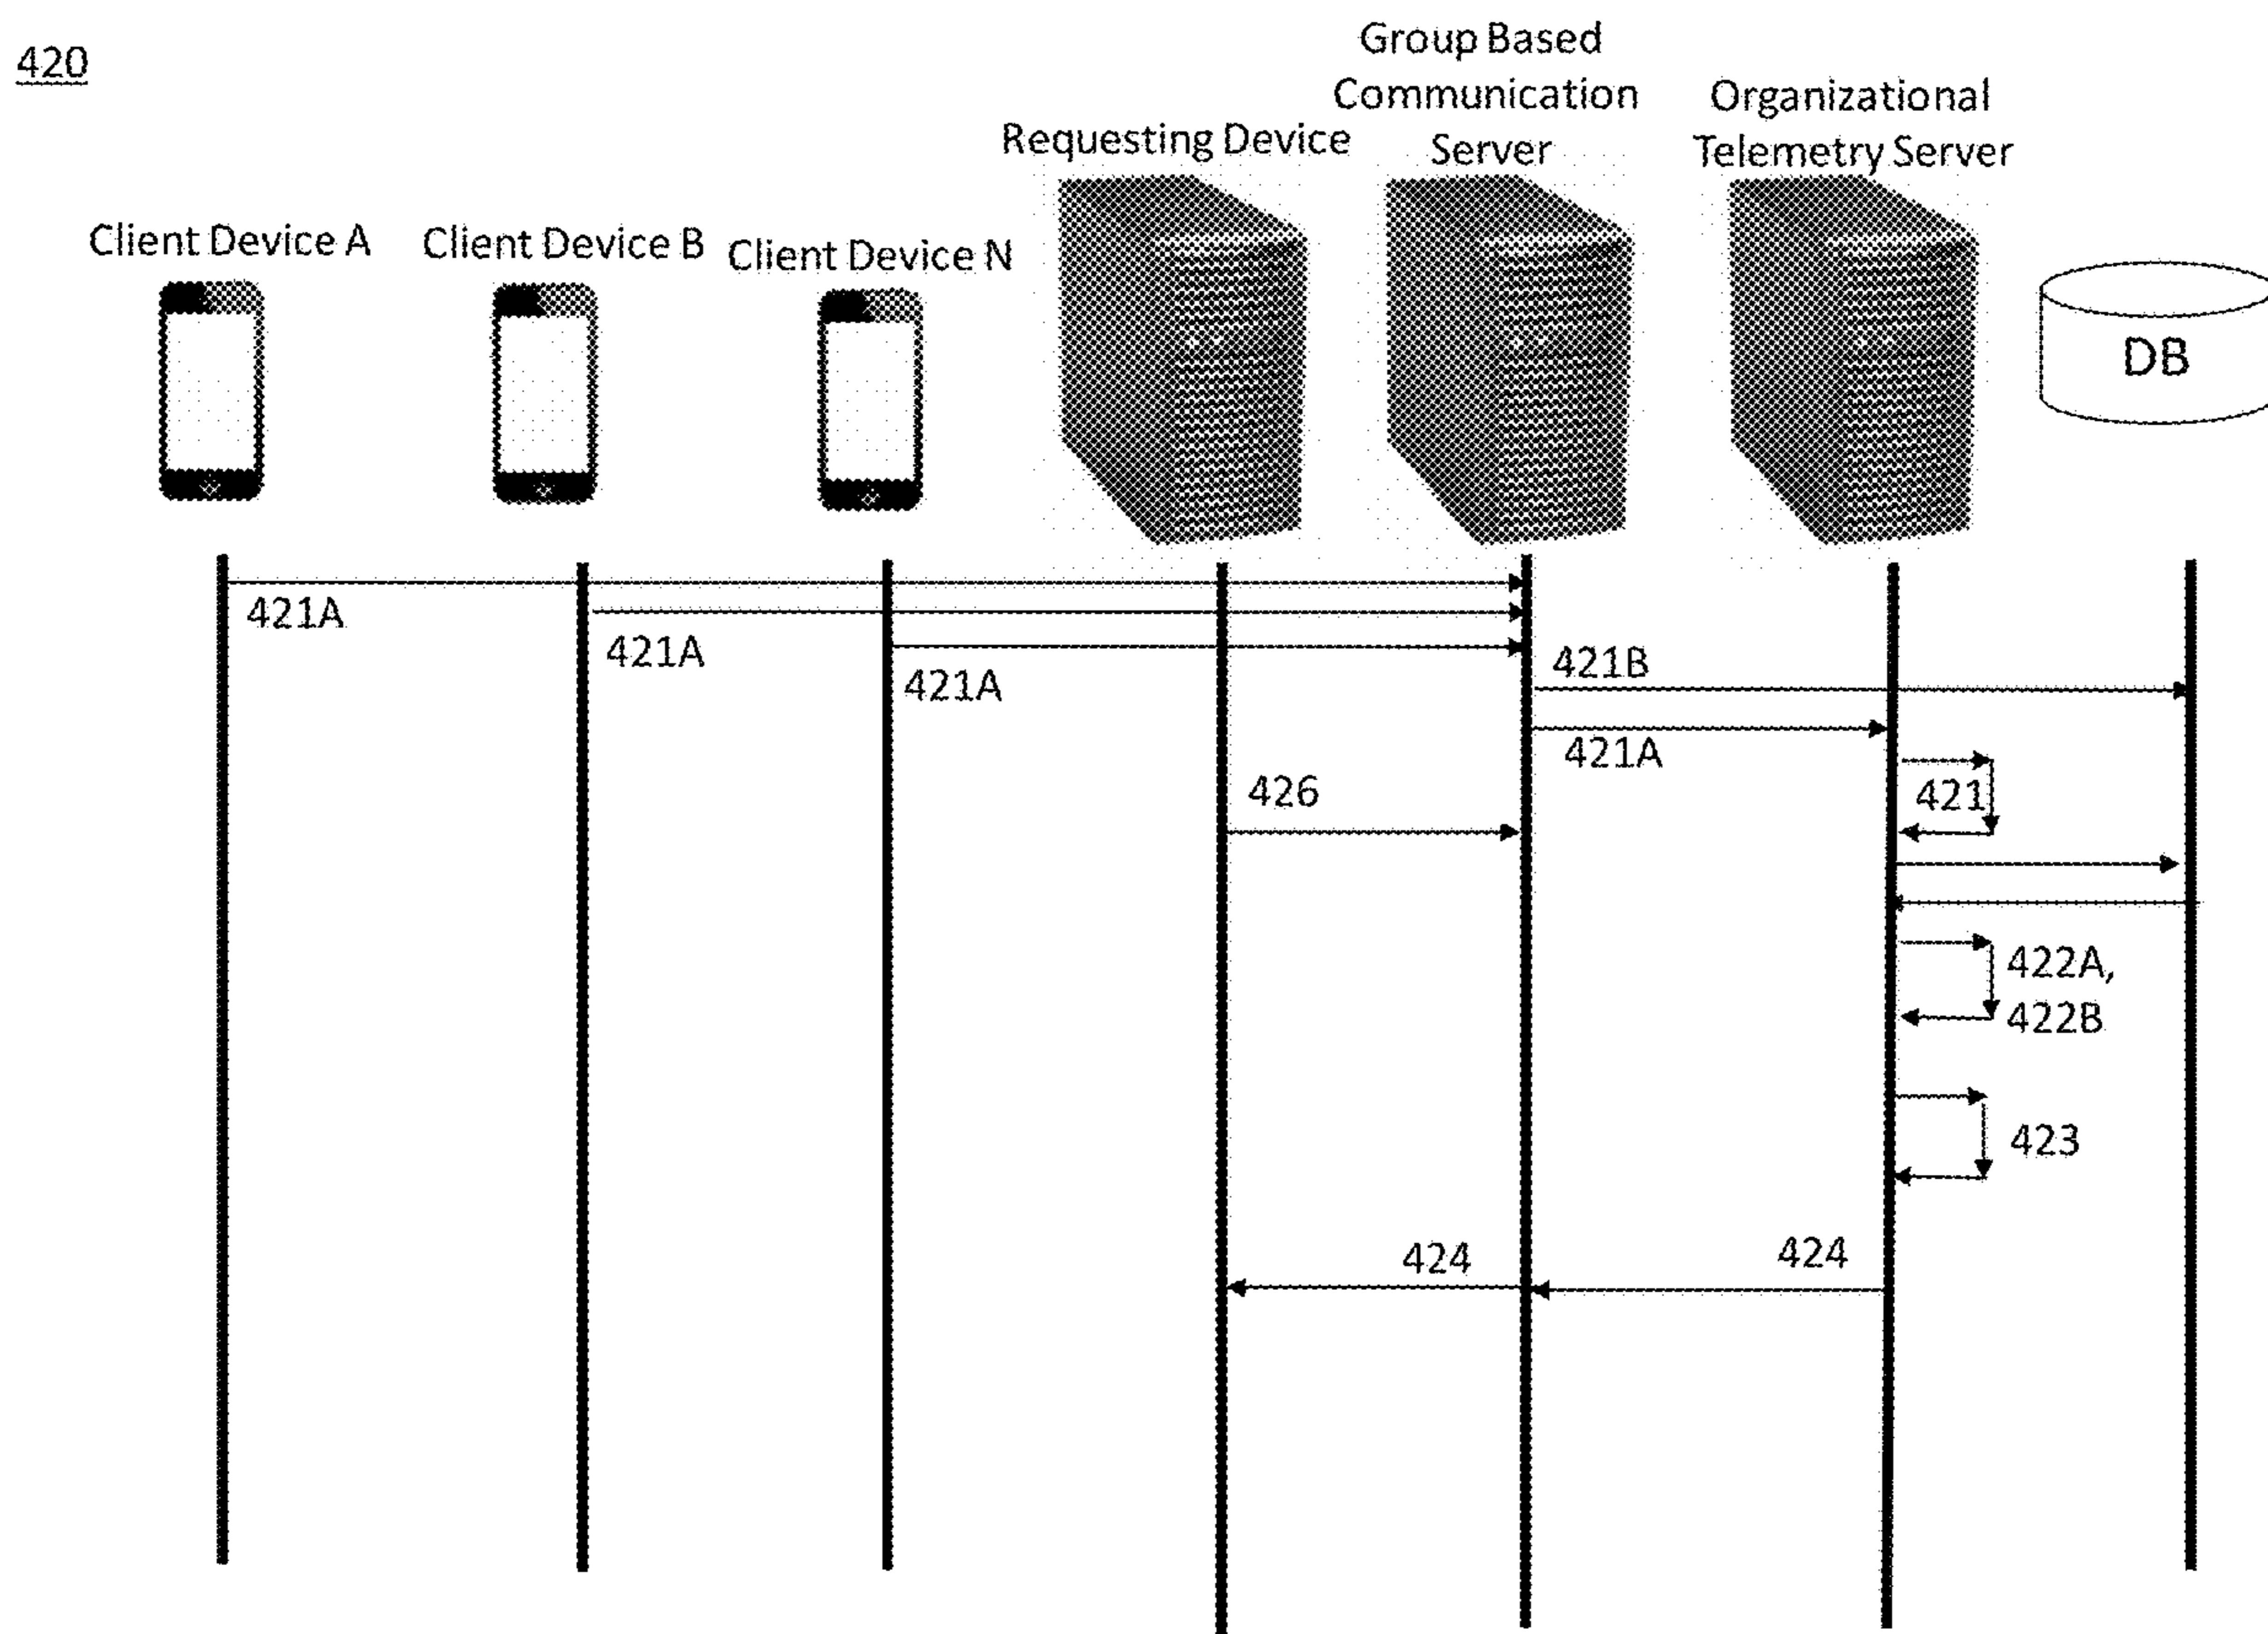 420
Group Based
Communication
Server
Organizational
Telemetry Server
Requesting Device
Client Device A
Client Device B
Client Device N
DB
421A
421A
421A
421B
421A
421
426
422A,
422B
423
424
424